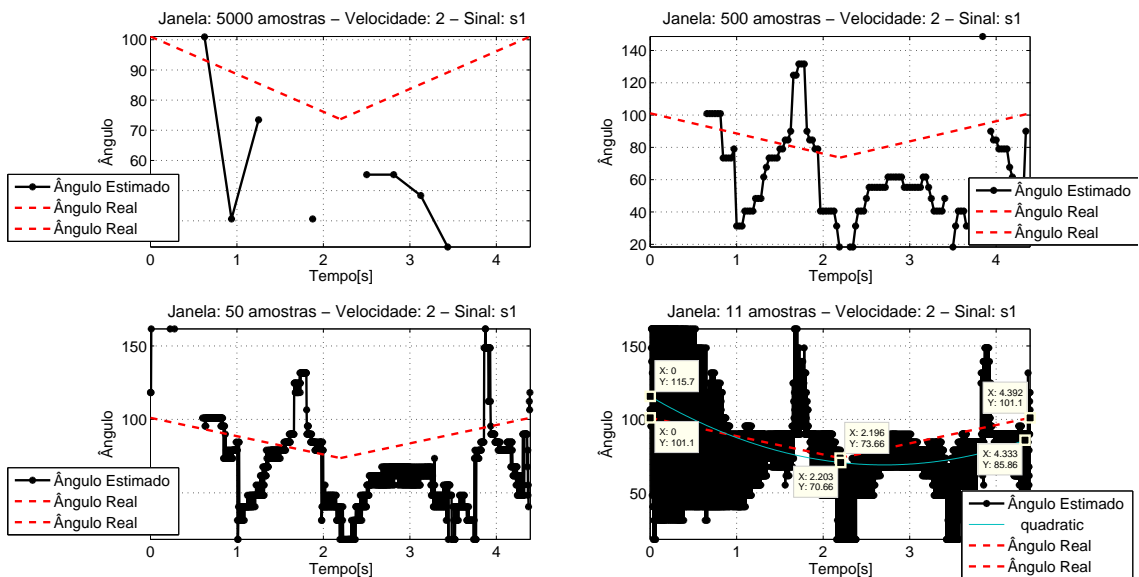 Janela: 5000 amostras – Velocidade: 2 – Sinal: s1
100
90
80
70
60
Ângulo
0 1 2 3 4
Tempo[s]
Ângulo Estimado
Ângulo Real
Ângulo Real
Janela: 500 amostras – Velocidade: 2 – Sinal: s1
140
120
100
80
60
40
20
Ângulo
0 1 2 3 4
Tempo[s]
Ângulo Estimado
Ângulo Real
Ângulo Real
Janela: 50 amostras – Velocidade: 2 – Sinal: s1
150
100
Ângulo
0 1 2 3 4
Tempo[s]
Ângulo Estimado
Ângulo Real
Ângulo Real
Janela: 11 amostras – Velocidade: 2 – Sinal: s1
150
100
50
Ângulo
X: 0
Y: 115.7
X: 0
Y: 101.1
X: 2.196
Y: 73.66
X: 2.203
Y: 70.66
X: 4.392
Y: 101.1
X: 4.333
Y: 85.86
0 1 2 3 4
Tempo[s]
Ângulo Estimado
quadratic
Ângulo Real
Ângulo Real